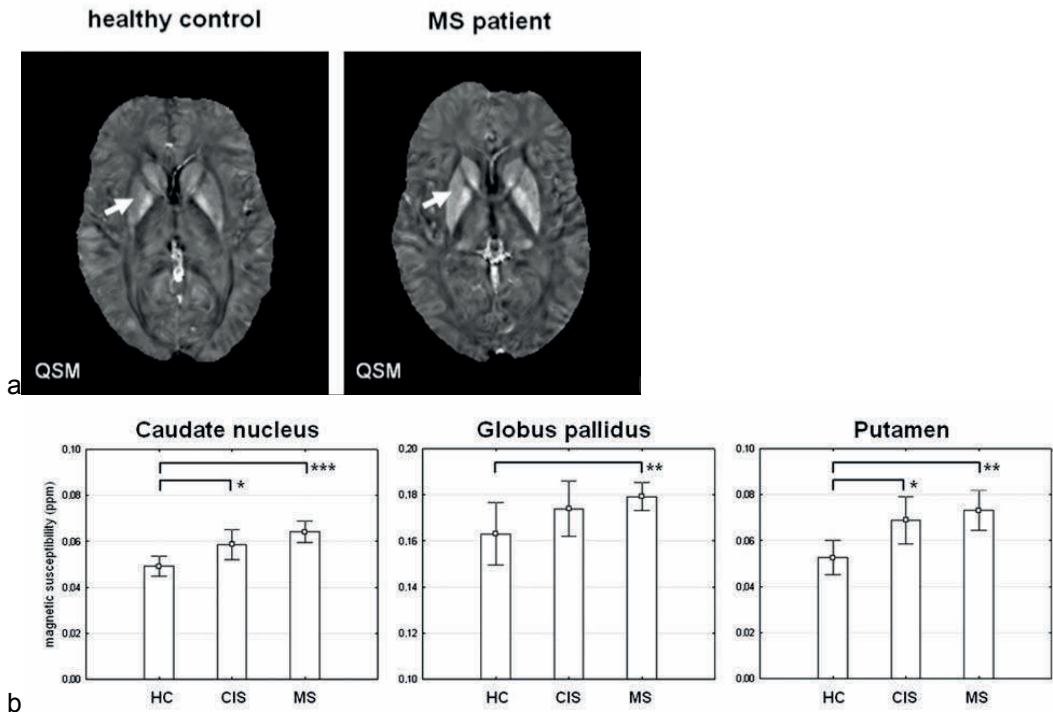 healthy control
MS patient
QSM
QSM
a
Caudate nucleus
Globus pallidus
Putamen
magnetic susceptibility (ppm)
0.10
0.08
0.06
0.04
0.02
0.00
***
*
HC CIS MS
0.20
0.18
0.16
0.14
0.12
0.10
**
HC CIS MS
0.10
0.08
0.06
0.04
0.02
0.00
**
*
HC CIS MS
b